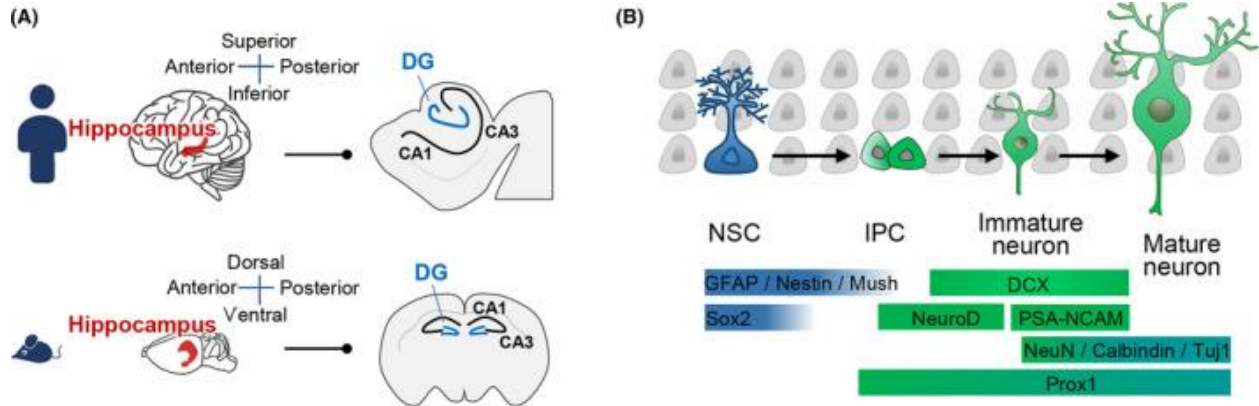 (A)
Superior
Anterior
Posterior
Inferior
Hippocampus
DG
CA3
CA1
Dorsal
Anterior
Posterior
Ventral
Hippocampus
DG
CA1
CA3
(B)
NSC
IPC
Immature
neuron
Mature
neuron
GFAP / Nestin / Mush
DCX
Sox2
NeuroD
PSA-NCAM
NeuN / Calbindin / Tuj1
Prox1